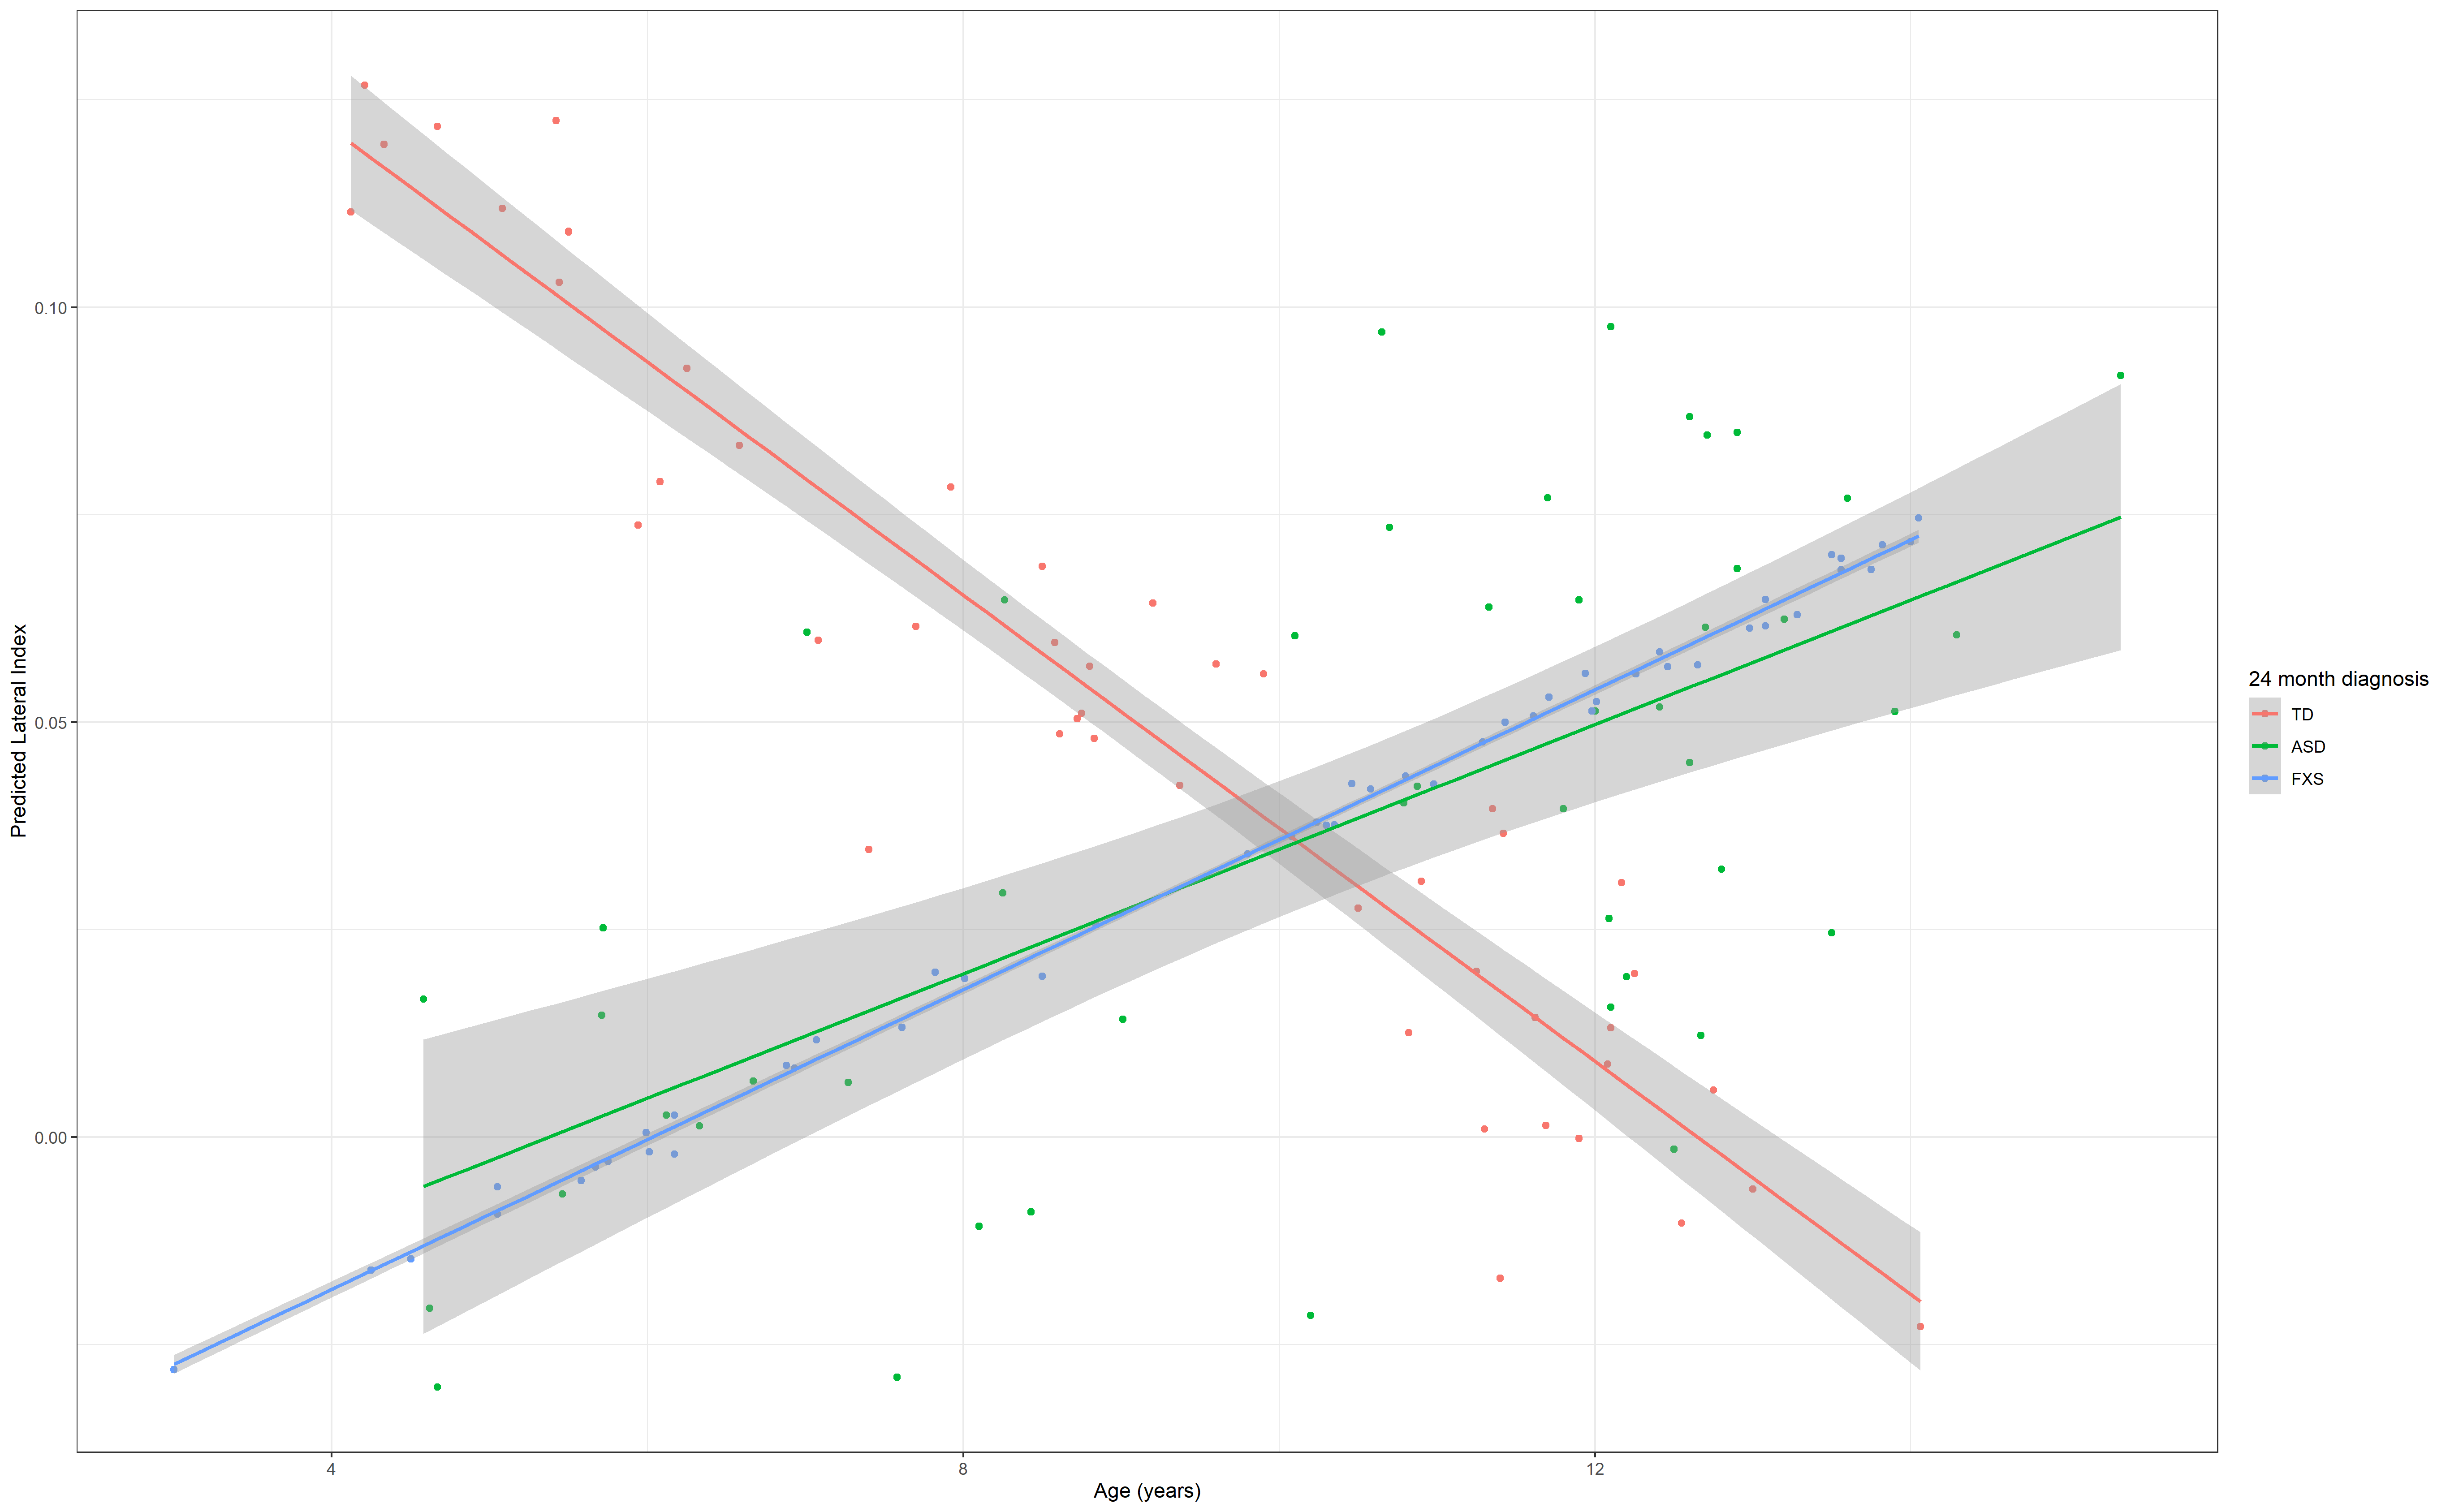 0.10
0.05
0.00
Predicted Lateral Index
4
8
12
Age (years)
24 month diagnosis
TD
ASD
FXS